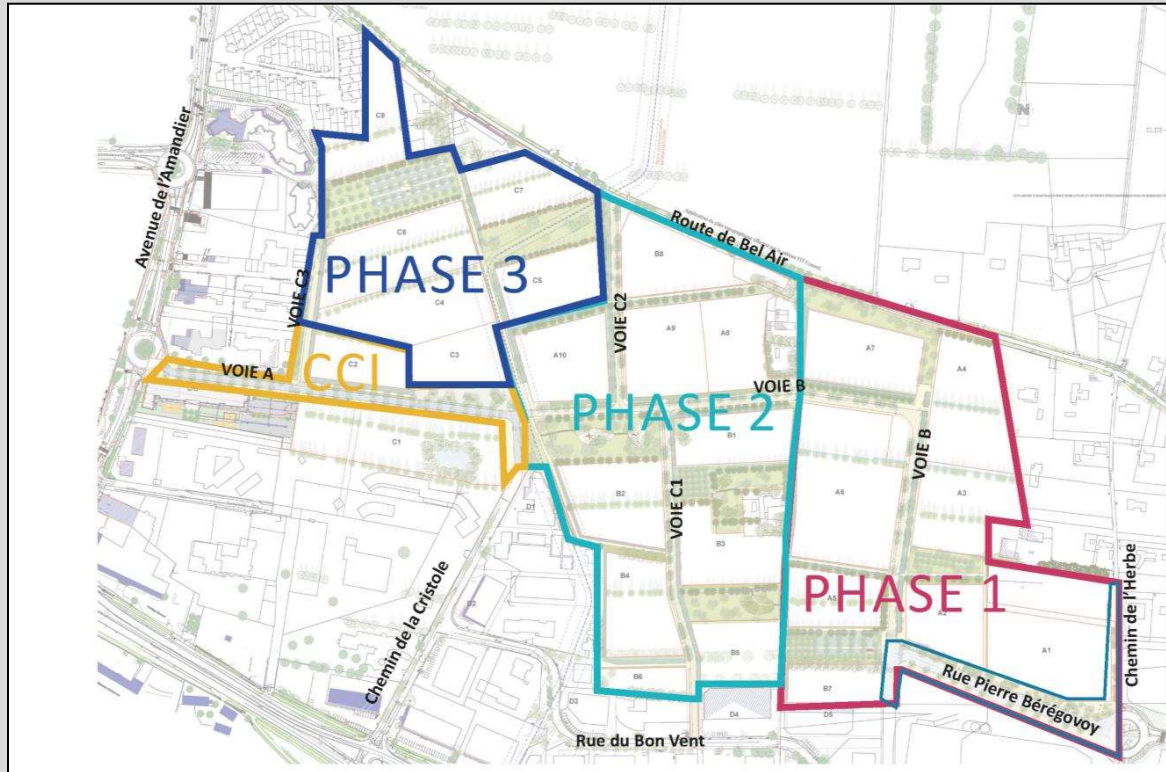 Avenue de l'Amandier
C8
C7
Route de Bel Air
C6
B8
PHASE 3
C5
VOIE C3
VOIE C2
C4
A9
A8
A7
A4
C3
A10
C2
VOIE A
CCI
VOIE B
PHASE 2
B1
VOIE B
C1
B2
A6
A3
VOIE C1
D1
B3
Chemin de la Cristole
B4
PHASE 1
A5
A2
Chemin de l'Herbe
D2
A1
B5
B6
B7
Rue Pierre Bérégovoy
D3
D4
D5
Rue du Bon Vent